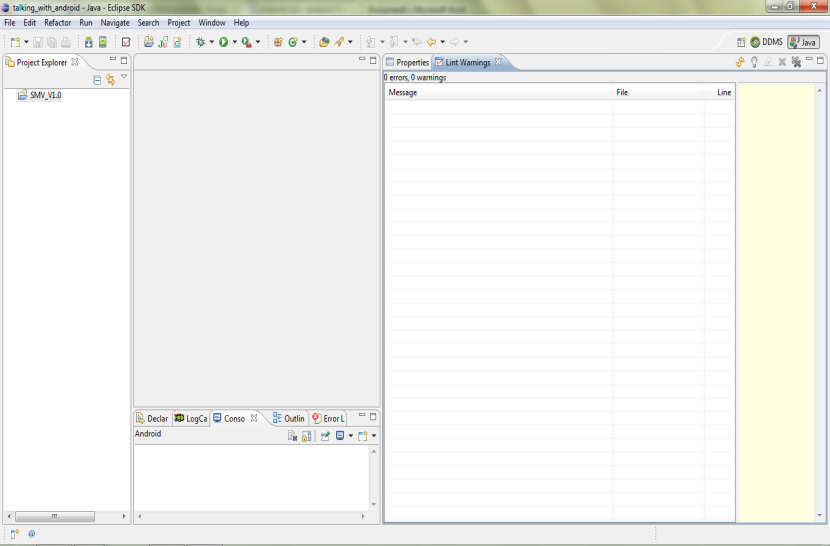 talking_with_android - Java - Eclipse SDK
File Edit Refactor Run Navigate Search Project Window Help
DDMS Java
Project Explorer
Properties Lint Warnings
0 errors, 0 warnings
Message File Line
SMV_V1.0
Declar LogCa Conso Outlin Error L
Android